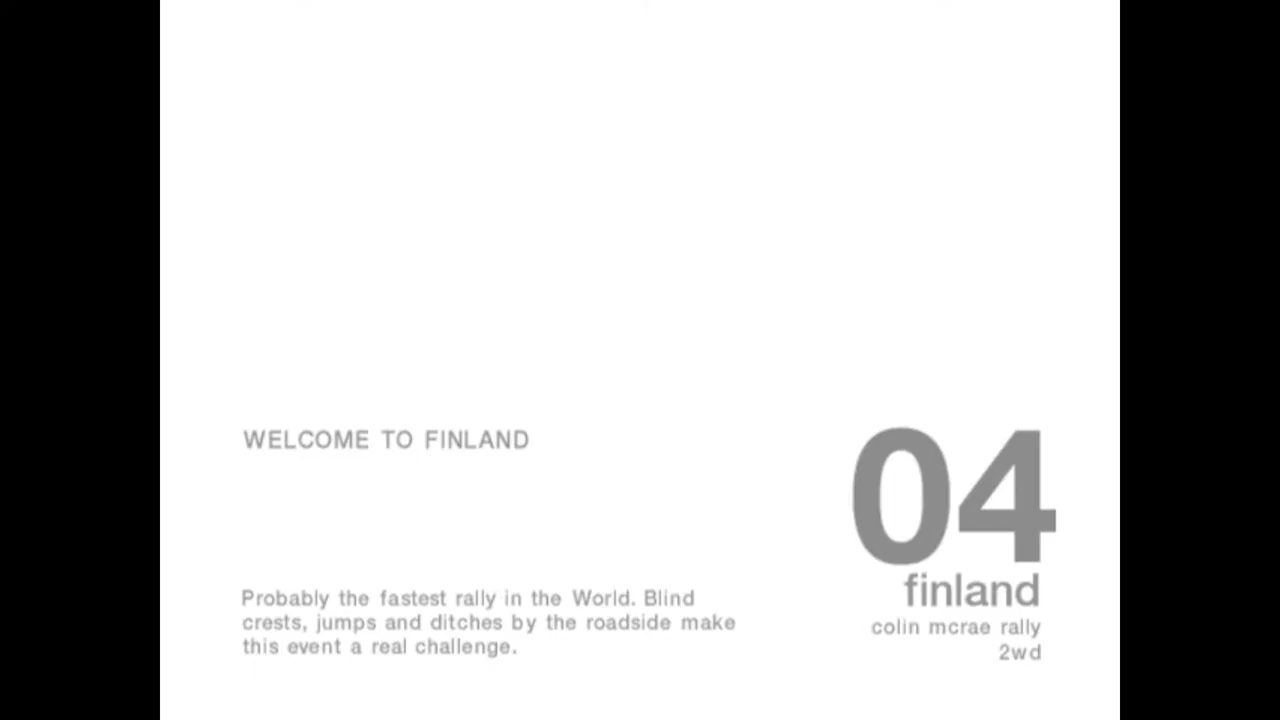 WELCOME TO FINLAND
Probably the fastest rally in the World. Blind
crests, jumps and ditches by the roadside make
this event a real challenge.
04
finland
colin mcrae rally
2wd